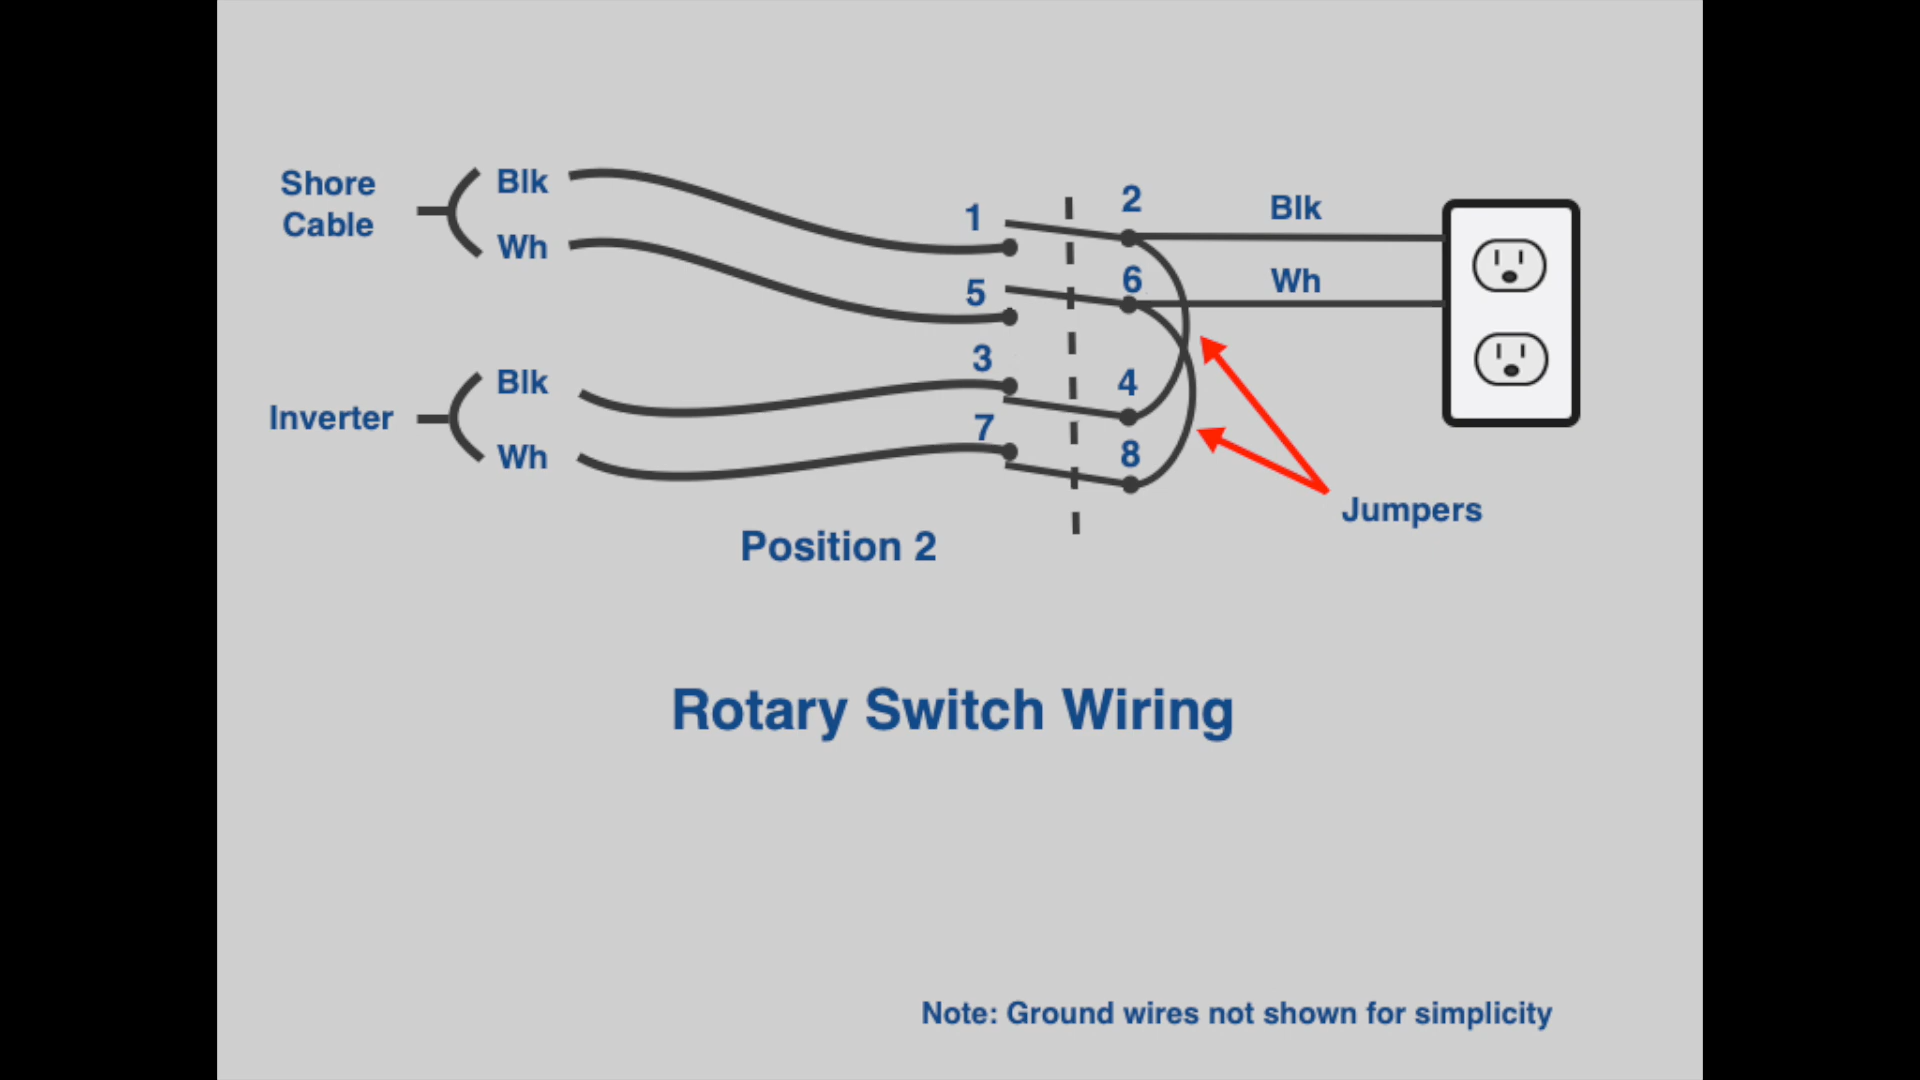 Shore
Cable
Blk
Wh
1
2
Blk
5
6
Wh
Inverter
Blk
Wh
3
4
7
8
Jumpers
Position 2
Rotary Switch Wiring
Note: Ground wires not shown for simplicity